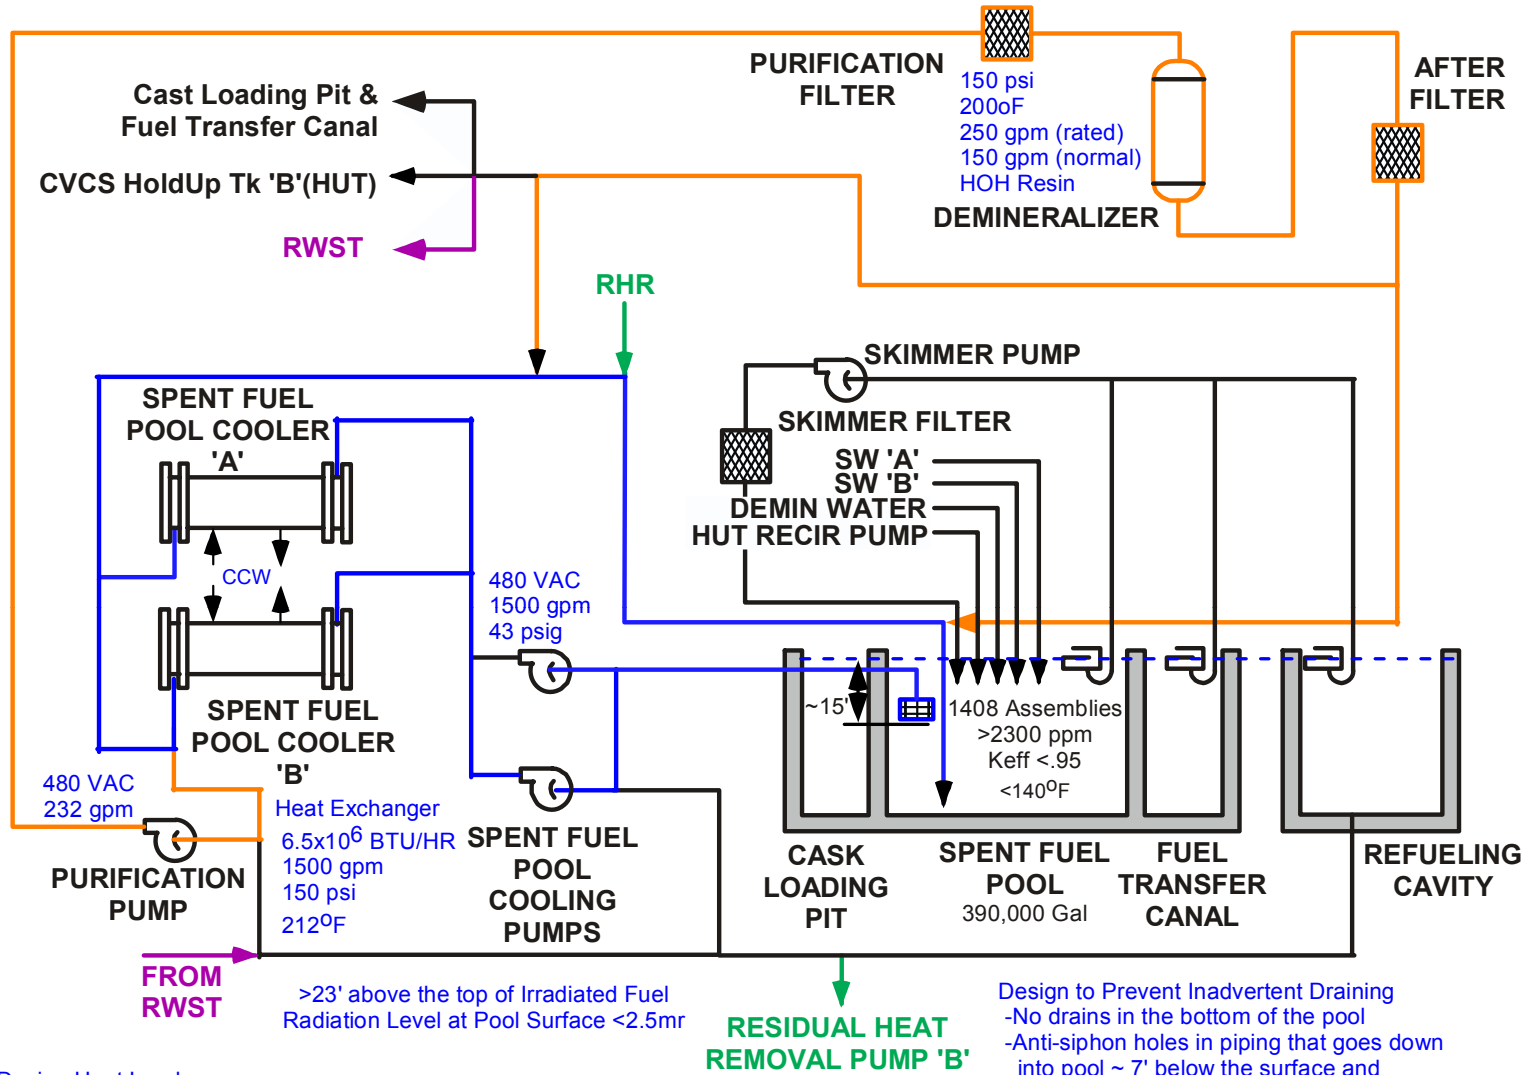 PURIFICATION
FILTER
150 psi
200oF
250 gpm (rated)
150 gpm (normal)
HOH Resin
DEMINERALIZER
AFTER
FILTER
Cast Loading Pit &
Fuel Transfer Canal
CVCS HoldUp Tk 'B'(HUT)
RWST
RHR
SKIMMER PUMP
SKIMMER FILTER
SW 'A'
SW 'B'
DEMIN WATER
HUT RECIR PUMP
SPENT FUEL
POOL COOLER
'A'
CCW
SPENT FUEL
POOL COOLER
'B'
480 VAC
1500 gpm
43 psig
~15'
1408 Assemblies
>2300 ppm
Keff <.95
<140ºF
480 VAC
232 gpm
PURIFICATION
PUMP
Heat Exchanger
6.5x10⁶ BTU/HR
1500 gpm
150 psi
212ºF
SPENT FUEL
POOL
COOLING
PUMPS
CASK
LOADING
PIT
SPENT FUEL
POOL
390,000 Gal
FUEL
TRANSFER
CANAL
REFUELING
CAVITY
FROM
RWST
>23' above the top of Irradiated Fuel
Radiation Level at Pool Surface <2.5mr
RESIDUAL HEAT
REMOVAL PUMP 'B'
Design to Prevent Inadvertent Draining
-No drains in the bottom of the pool
-Anti-siphon holes in piping that goes down
into pool ~ 7' below the surface and